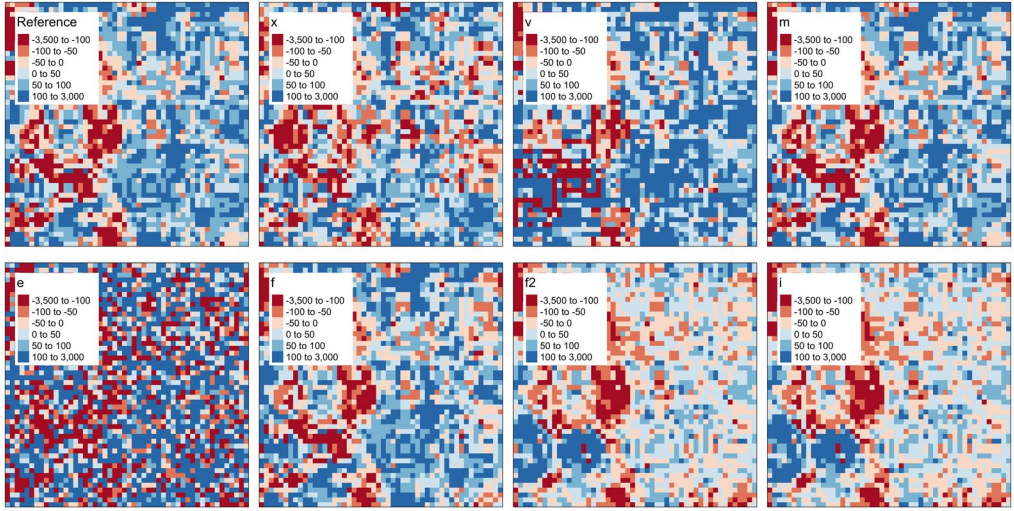 Reference
-3,500 to -100
-100 to -50
-50 to 0
0 to 50
50 to 100
100 to 3,000
x
-3,500 to -100
-100 to -50
-50 to 0
0 to 50
50 to 100
100 to 3,000
v
-3,500 to -100
-100 to -50
-50 to 0
0 to 50
50 to 100
100 to 3,000
m
-3,500 to -100
-100 to -50
-50 to 0
0 to 50
50 to 100
100 to 3,000
e
-3,500 to -100
-100 to -50
-50 to 0
0 to 50
50 to 100
100 to 3,000
f
-3,500 to -100
-100 to -50
-50 to 0
0 to 50
50 to 100
100 to 3,000
f2
-3,500 to -100
-100 to -50
-50 to 0
0 to 50
50 to 100
100 to 3,000
i
-3,500 to -100
-100 to -50
-50 to 0
0 to 50
50 to 100
100 to 3,000